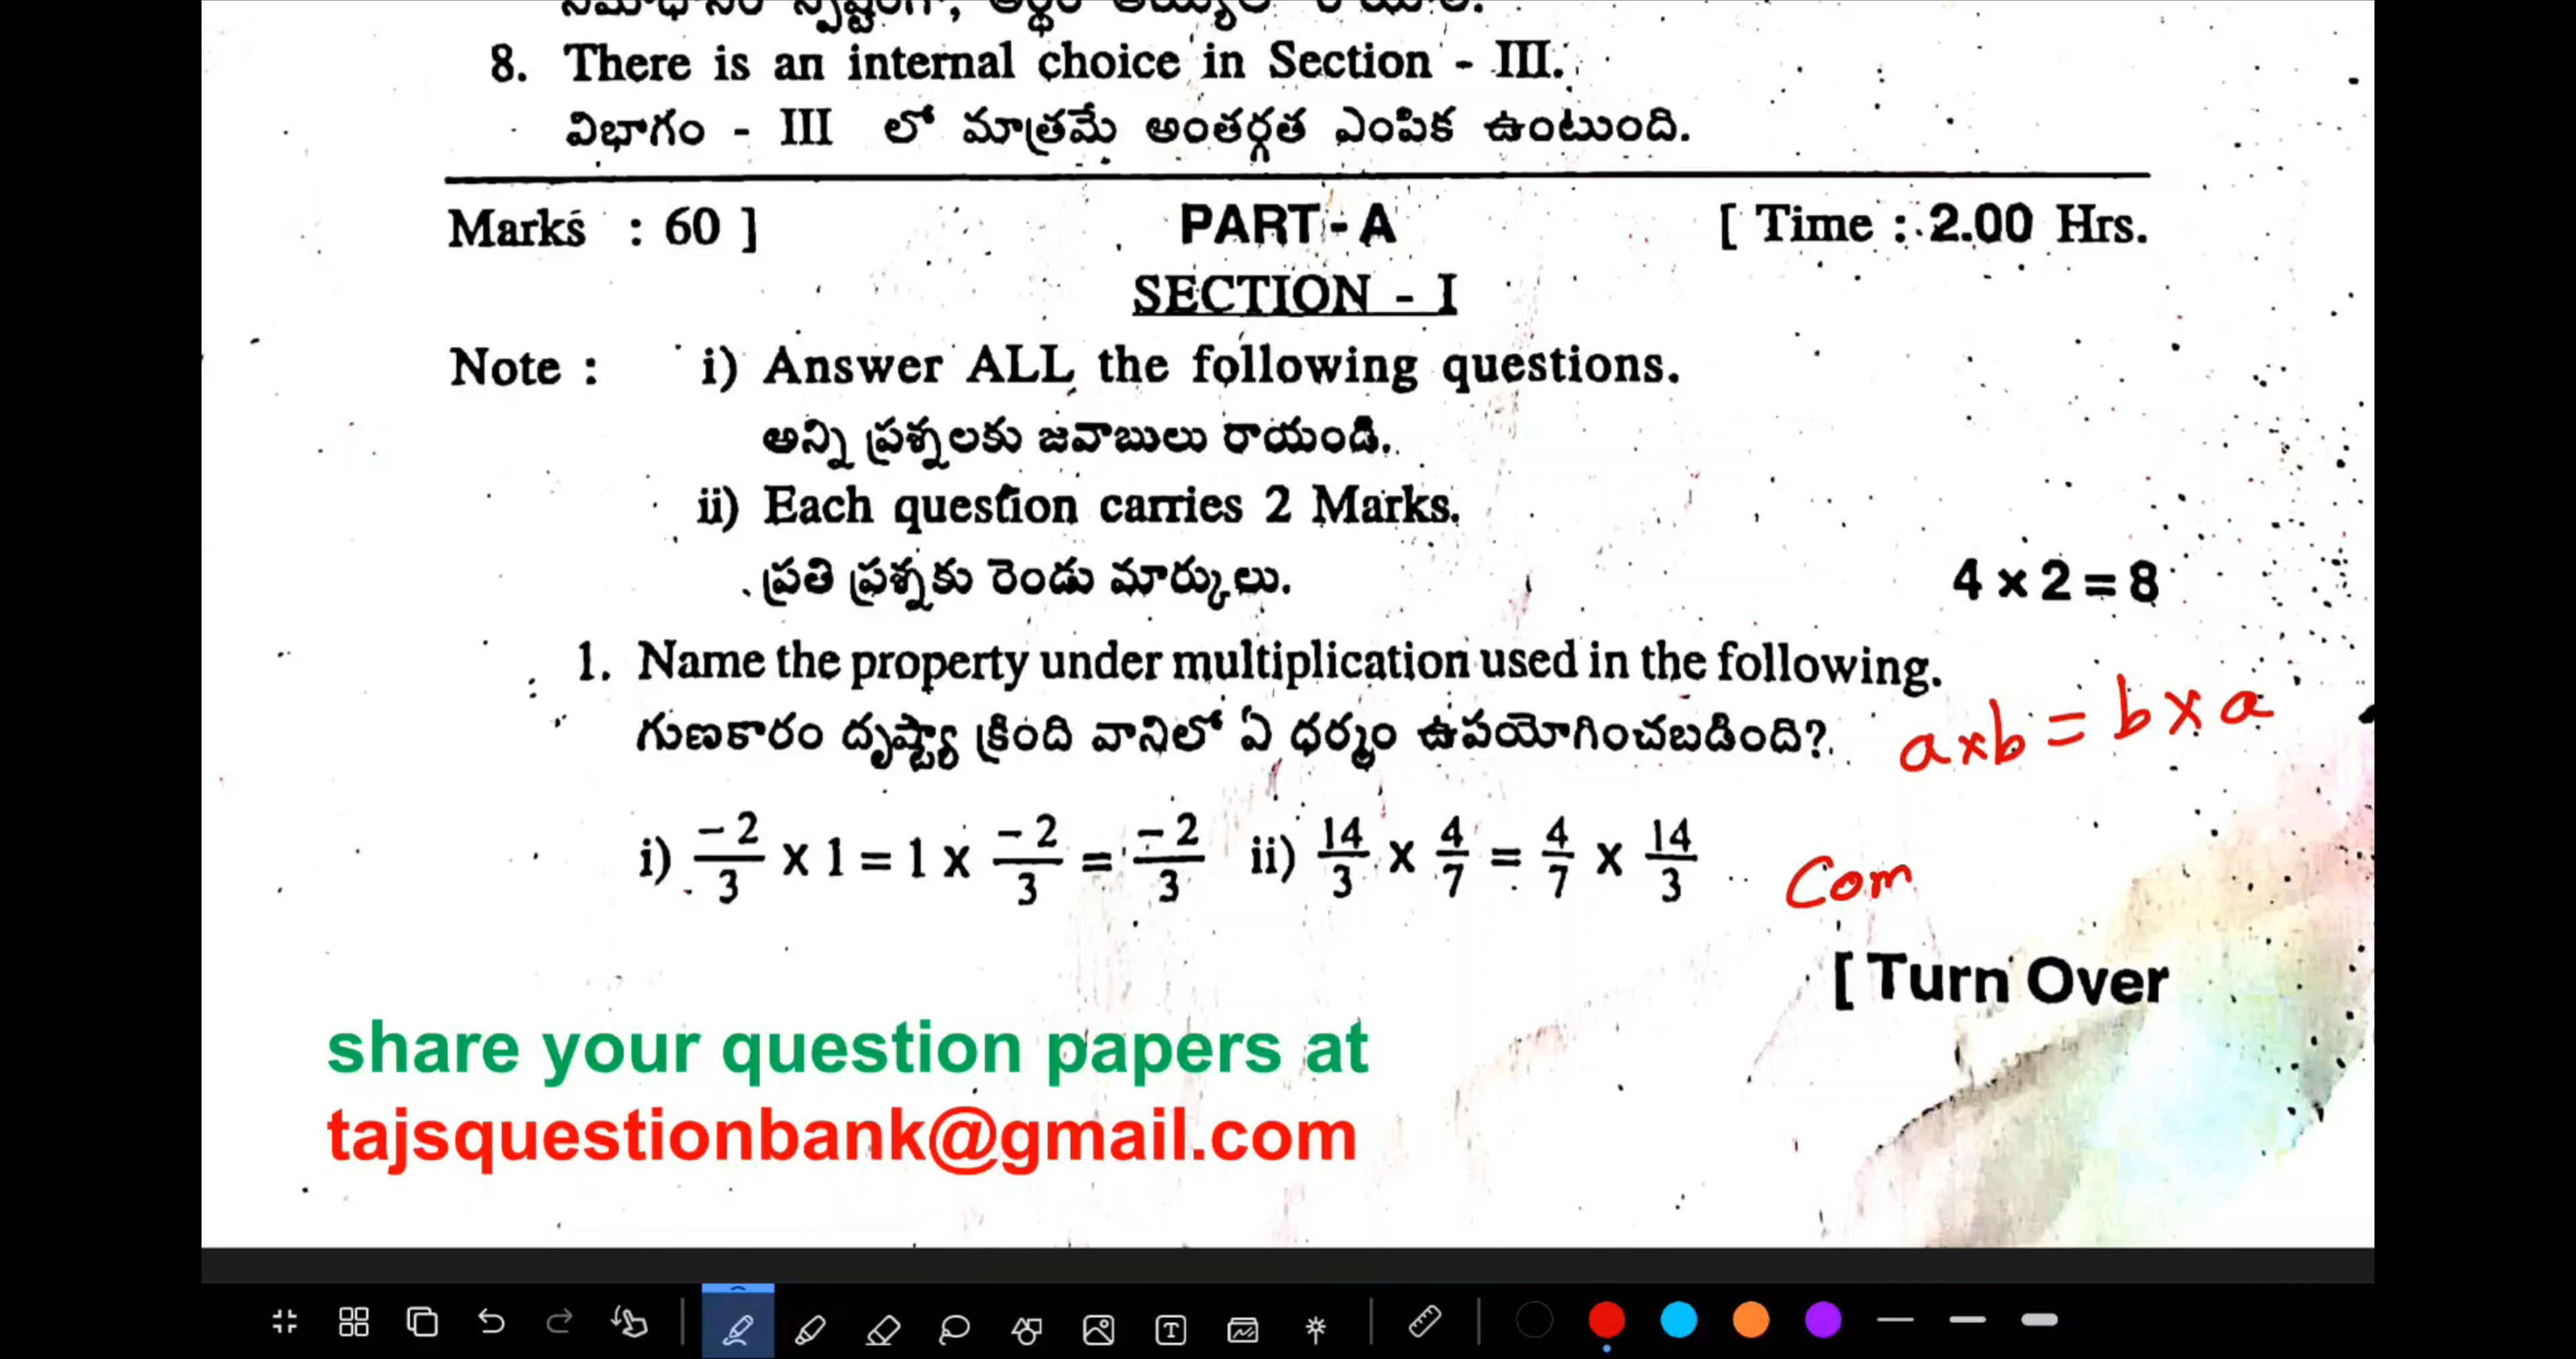 8. There is an internal choice in Section - III.
విభాగం - III లో మాత్రమే అంతర్గత ఎంపిక ఉంటుంది.
Marks : 60 ] PART - A [ Time : 2.00 Hrs.
SECTION - I
Note : i) Answer ALL the following questions.
అన్ని ప్రశ్నలకు జవాబులు రాయండి.
ii) Each question carries 2 Marks.
ప్రతి ప్రశ్నకు రెండు మార్కులు.
4 × 2 = 8
1. Name the property under multiplication used in the following.
గుణకారం దృష్ట్యా క్రింది వానిలో ఏ ధర్మం ఉపయోగించబడింది?
a×b = b×a
i) -2/3 × 1 = 1 × -2/3 = -2/3 ii) 14/3 × 4/7 = 4/7 × 14/3
Com
[ Turn Over
share your question papers at
tajsquestionbank@gmail.com